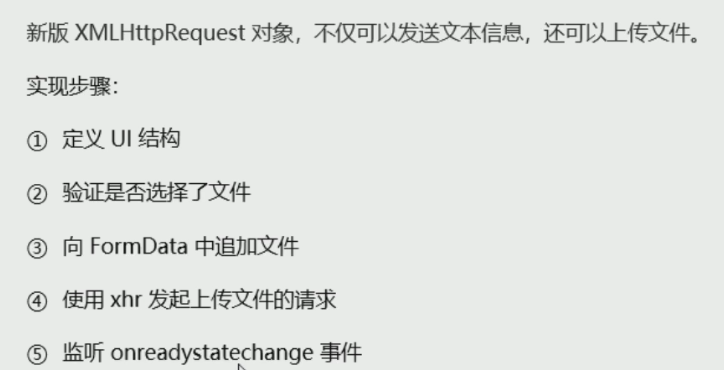 新版 XMLHttpRequest 对象，不仅可以发送文本信息，还可以上传文件。
实现步骤：
① 定义 UI 结构
② 验证是否选择了文件
③ 向 FormData 中追加文件
④ 使用 xhr 发起上传文件的请求
⑤ 监听 onreadystatechange 事件